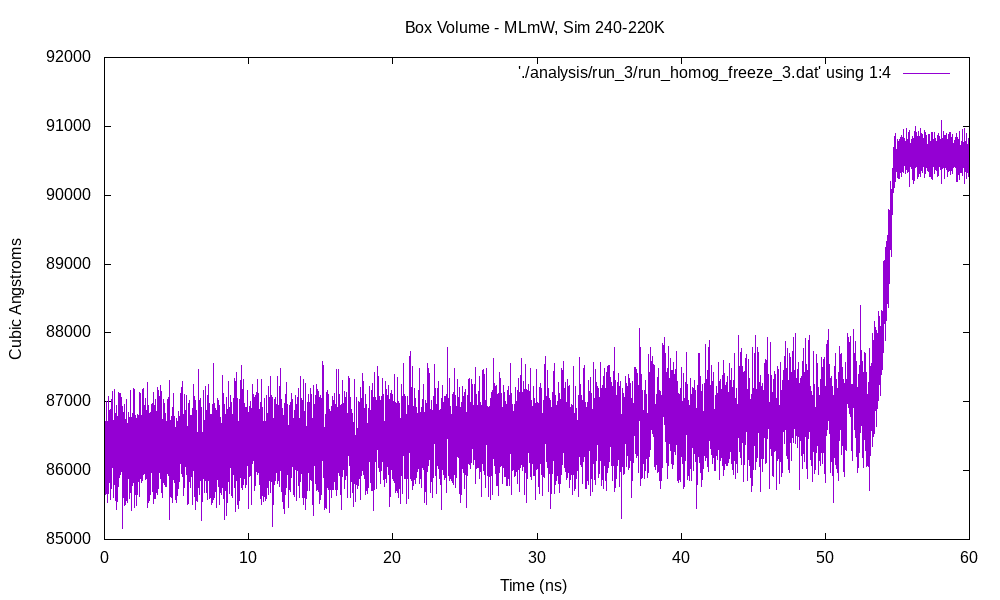 Box Volume - MLmW, Sim 240-220K
'./analysis/run_3/run_homog_freeze_3.dat' using 1:4
92000
91000
90000
89000
88000
87000
86000
85000
Cubic Angstroms
0 10 20 30 40 50 60
Time (ns)